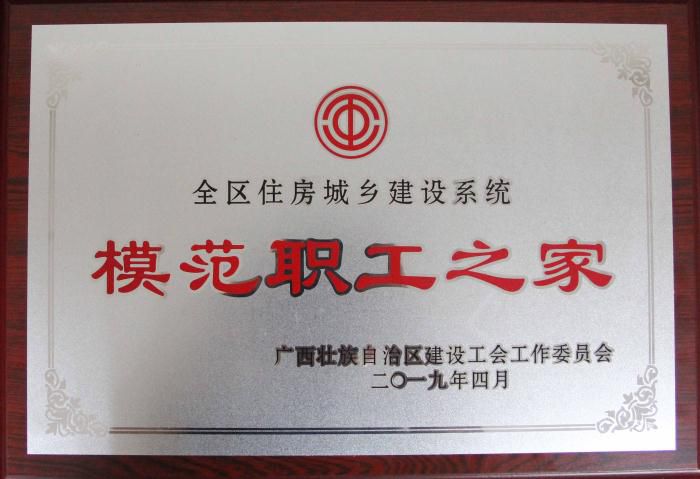 全区住房城乡建设系统
模范职工之家
广西壮族自治区建设工会工作委员会
二〇一九年四月